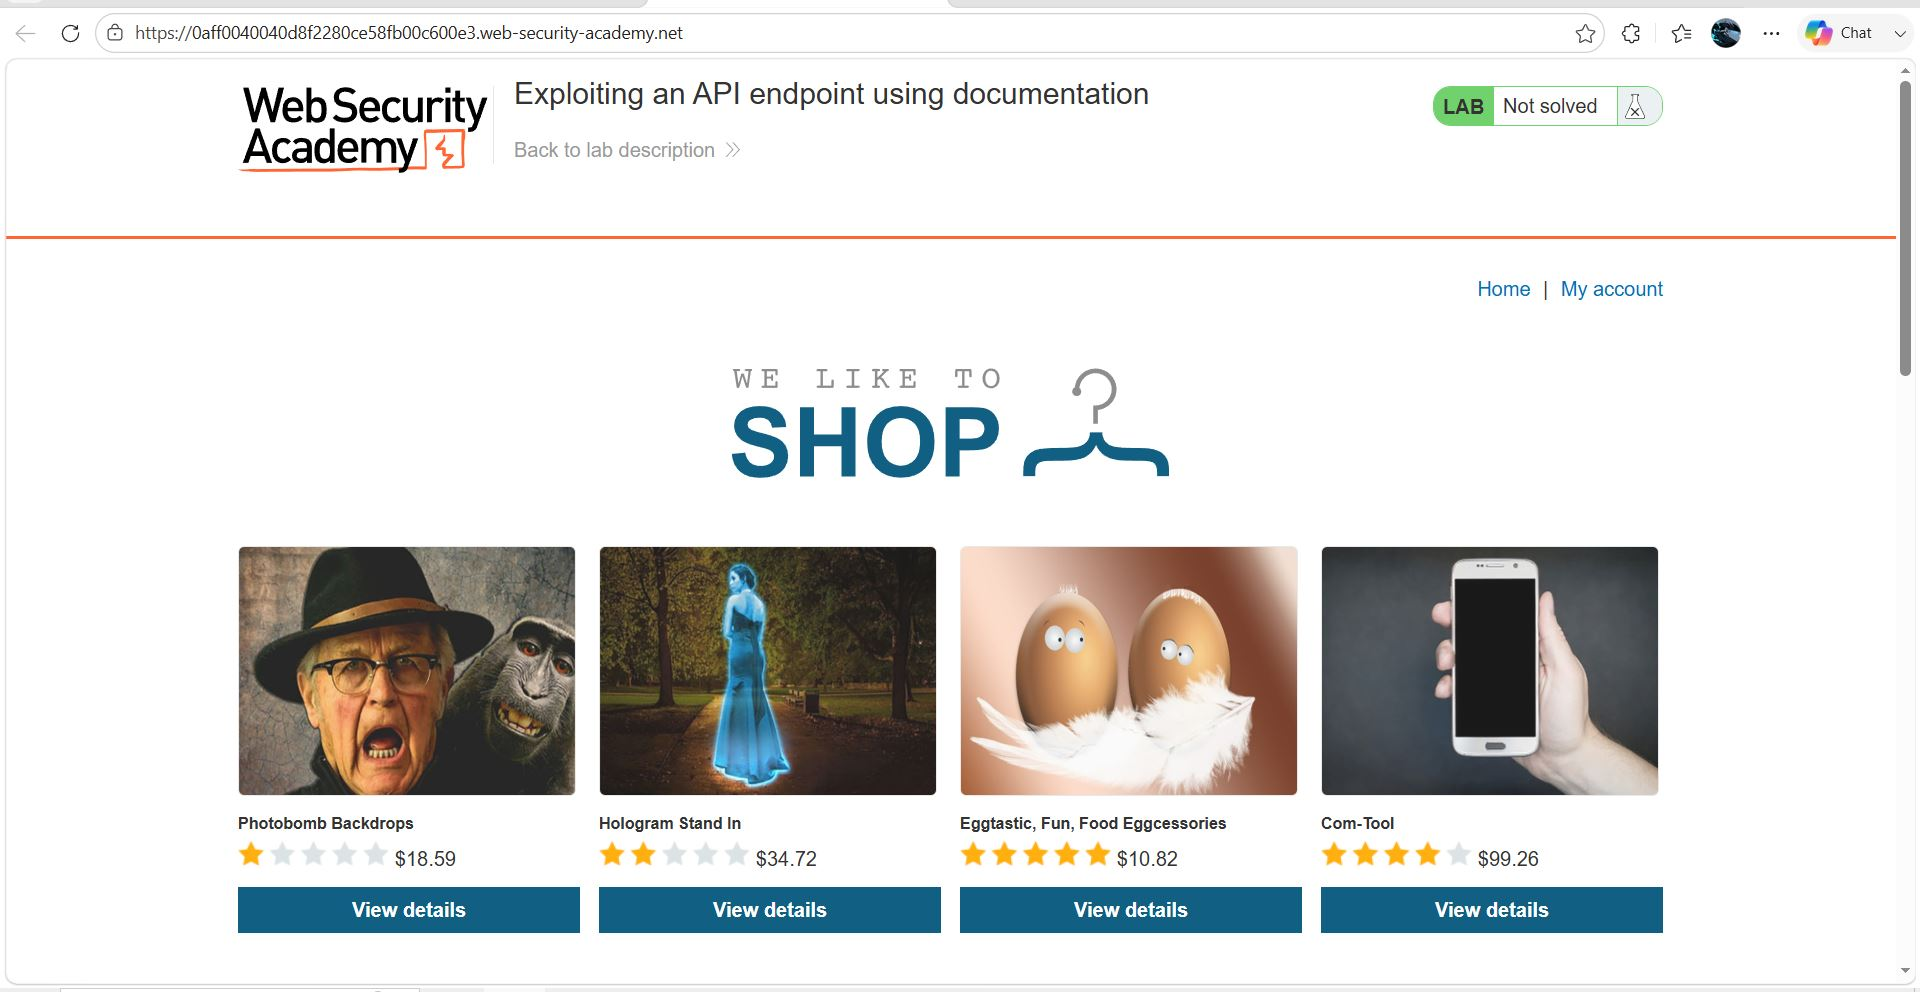 https://0aff0040040d8f2280ce58fb00c600e3.web-security-academy.net
Chat
Web Security
Academy
Exploiting an API endpoint using documentation
Back to lab description
LAB Not solved
Home | My account
WE LIKE TO
SHOP
Photobomb Backdrops
$18.59
View details
Hologram Stand In
$34.72
View details
Eggtastic, Fun, Food Eggcessories
$10.82
View details
Com-Tool
$99.26
View details